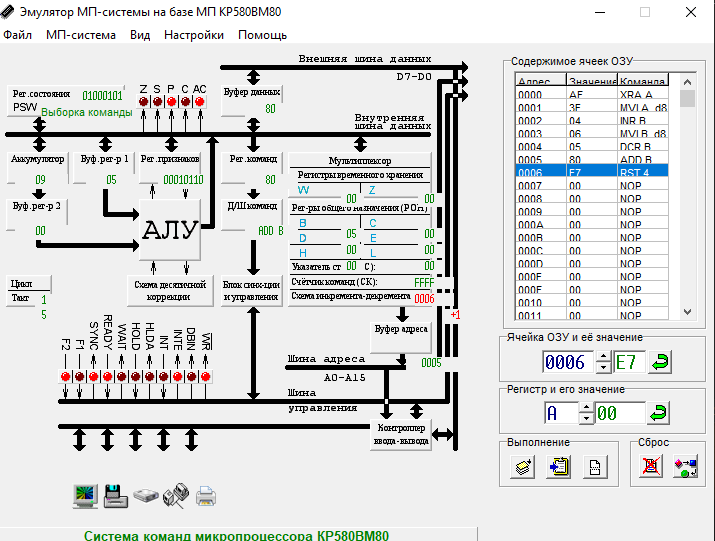 Эмулятор МП-системы на базе МП КР580ВМ80
Файл МП-система Вид Настройки Помощь
Внешняя шина данных
D7-D0
Рег.состояния
PSW
01000101
Выборка команды
Z S P C AC
Буфер данных
80
Внутренняя
шина данных
Аккумулятор
09
Буф.рег-р 1
05
Рег.признаков
00010110
Рег.команд
80
Мультиплексор
Регистры временного хранения
W Z
00 00
Буф.рег-р 2
00
АЛУ
Д/Ш команд
ADD B
Рег-ры общего назначения (РОН)
B 05 C 00
D 00 E 00
H 00 L 00
Указатель ст С): 00
Счётчик команд (СК): FFFF
Схема инкремента-декремента 0006
+1
Цикл 1
Такт 5
Схема десятичной
коррекции
Блок синх-ции
и управления
Буфер адреса
0005
F2 F1 SYNC READY WAIT HOLD HLDA INT INTE DBIN WR
Шина адреса
A0-A15
Шина
управления
Контроллер
ввода-вывода
Система команд микропроцессора КР580ВМ80
Содержимое ячеек ОЗУ
Адрес Значение Команда
0000 AF XRA A
0001 3E MVI A, d8
0002 04 INR B
0003 06 MVI B, d8
0004 05 DCR B
0005 80 ADD B
0006 E7 RST 4
0007 00 NOP
0008 00 NOP
0009 00 NOP
000A 00 NOP
000B 00 NOP
000C 00 NOP
000D 00 NOP
000E 00 NOP
000F 00 NOP
0010 00 NOP
0011 00 NOP
Ячейка ОЗУ и её значение
0006 E7
Регистр и его значение
A 00
Выполнение
Сброс